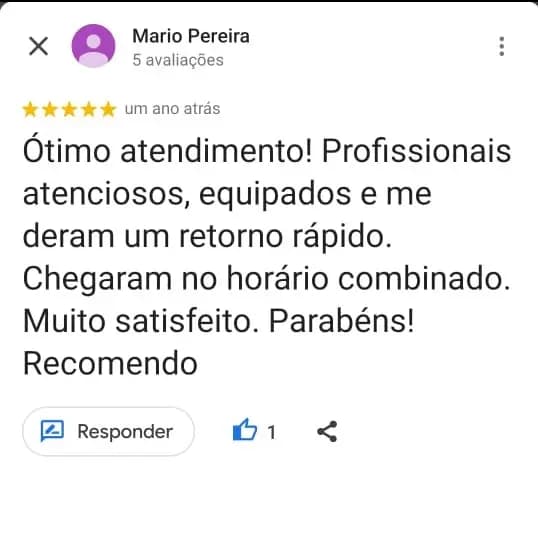 Mario Pereira
5 avaliações
um ano atrás
Ótimo atendimento! Profissionais
atenciosos, equipados e me
deram um retorno rápido.
Chegaram no horário combinado.
Muito satisfeito. Parabéns!
Recomendo
Responder
1